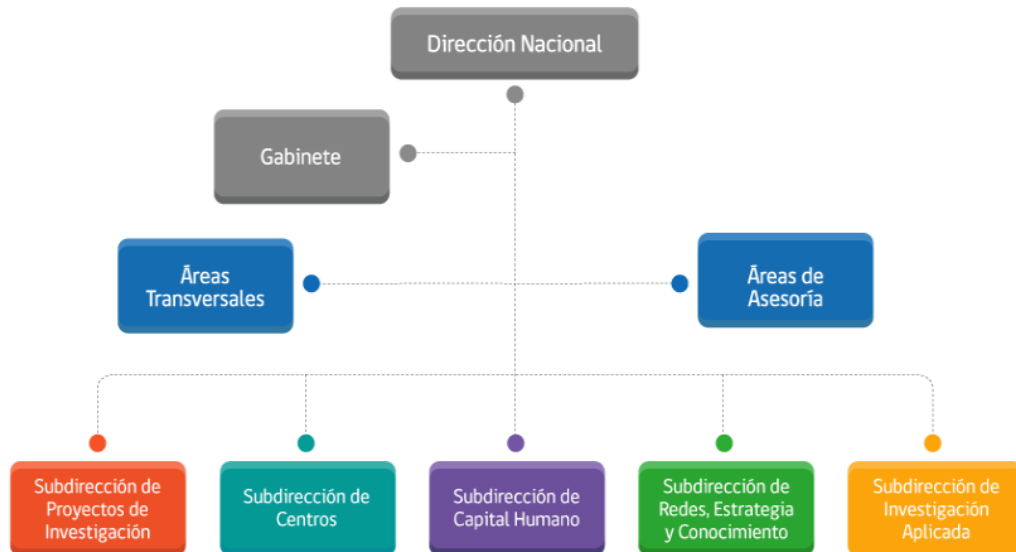 Dirección Nacional
Gabinete
Áreas
Transversales
Áreas de
Asesoría
Subdirección de
Proyectos de
Investigación
Subdirección de
Centros
Subdirección de
Capital Humano
Subdirección de
Redes, Estrategia
y Conocimiento
Subdirección de
Investigación
Aplicada